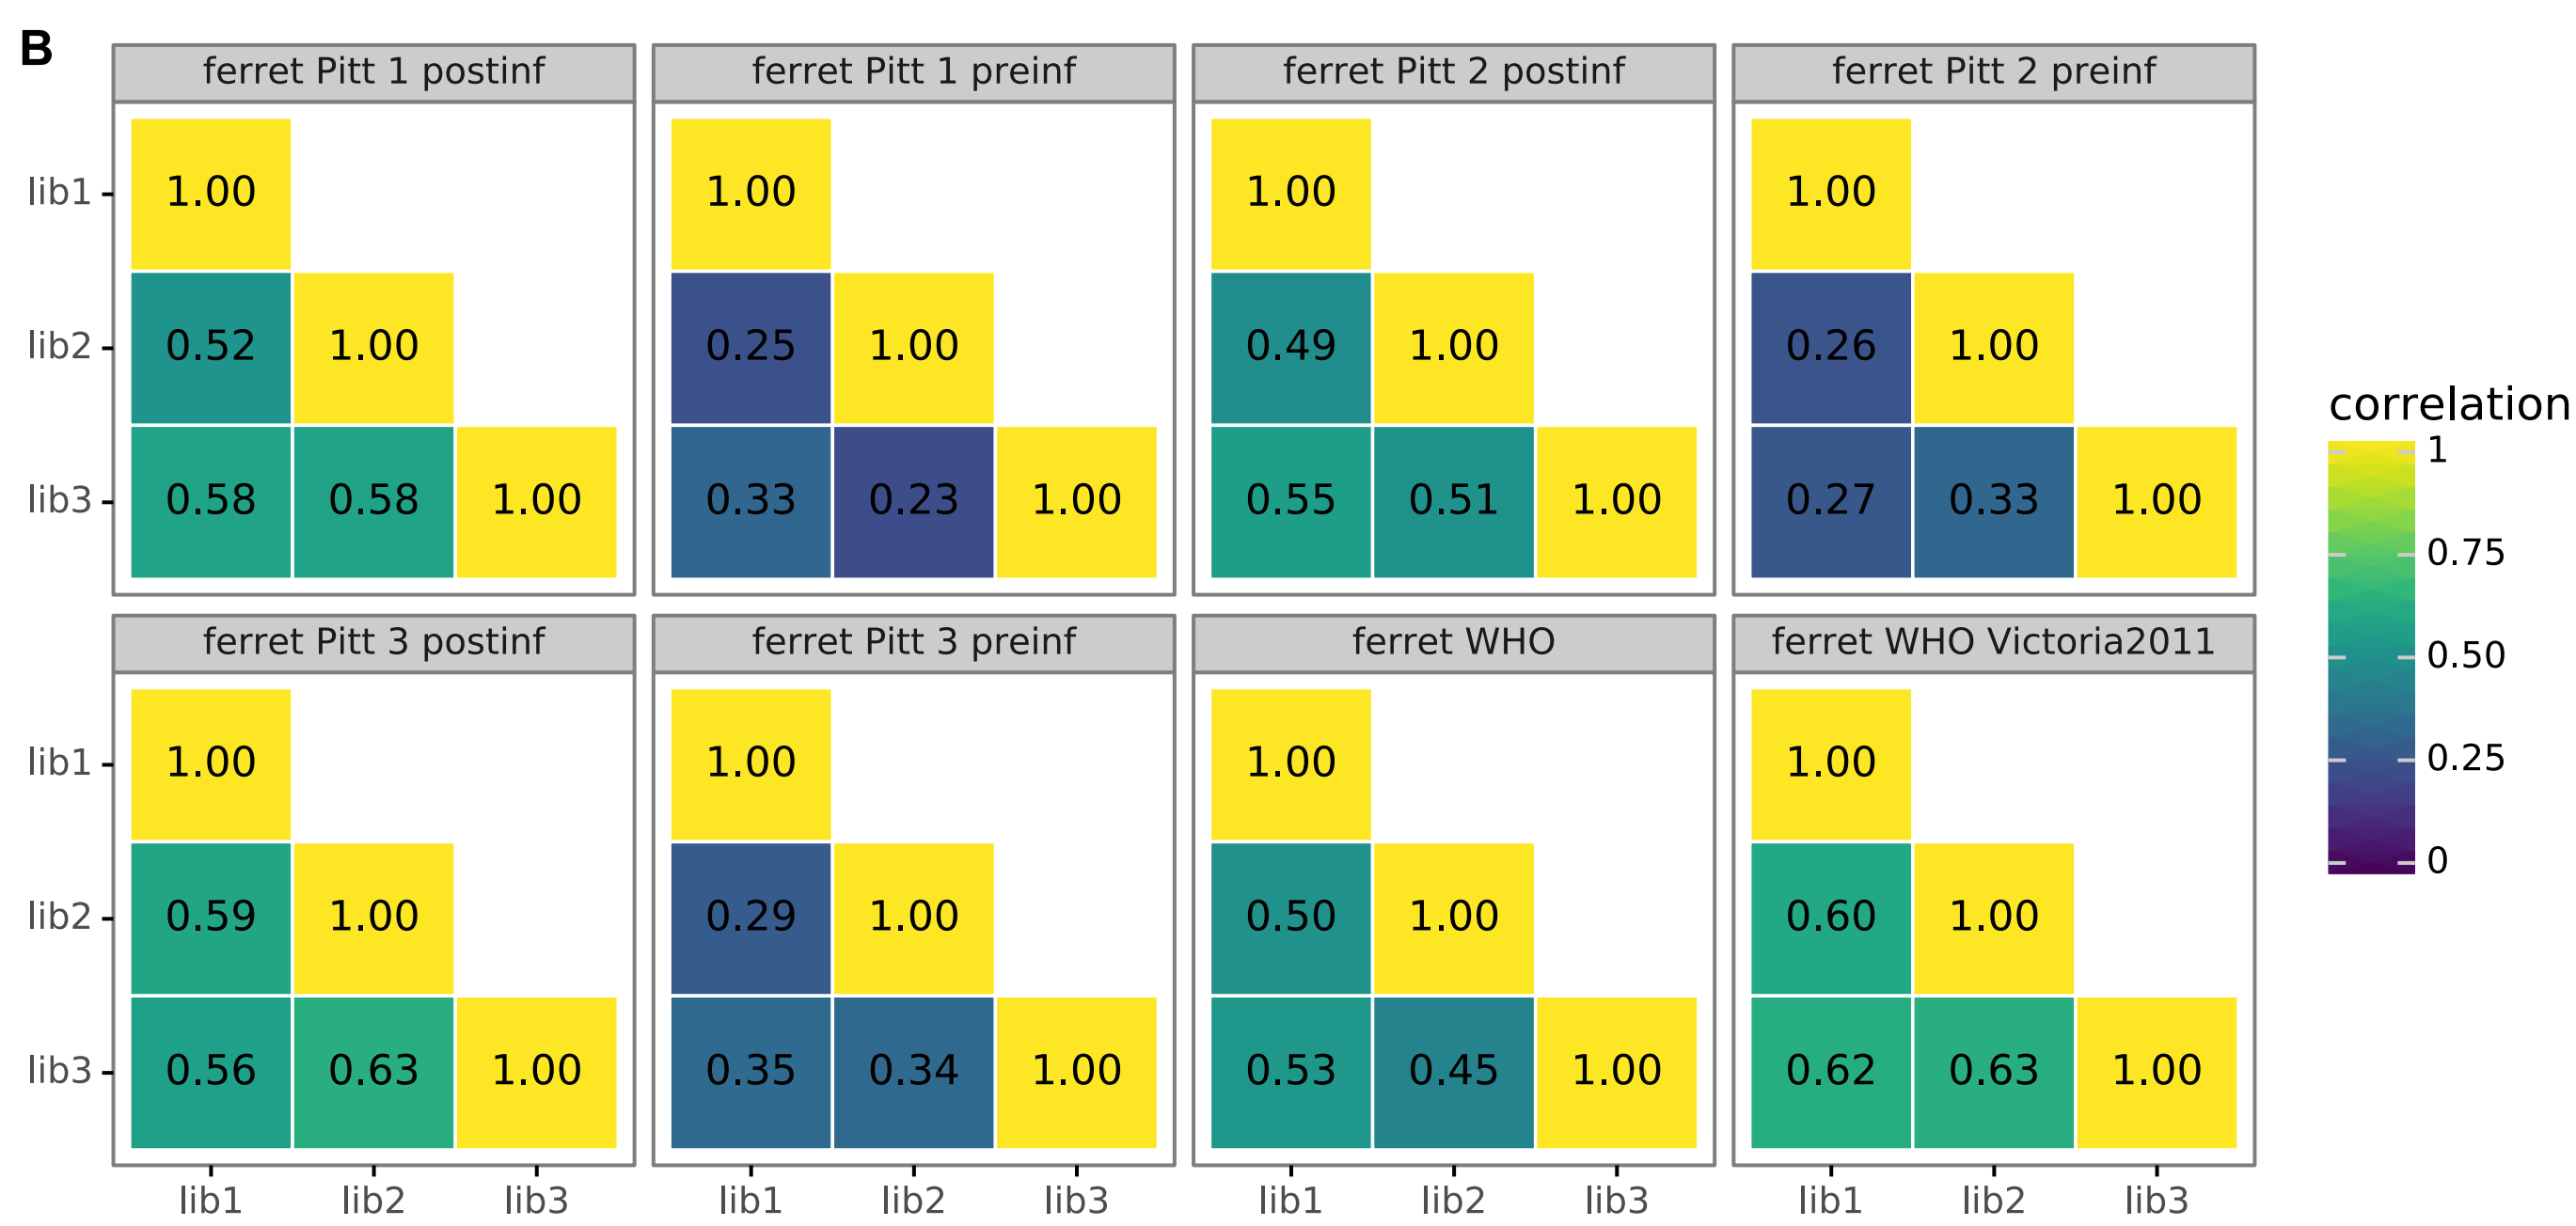 B
ferret Pitt 1 postinf
ferret Pitt 1 preinf
ferret Pitt 2 postinf
ferret Pitt 2 preinf
lib1
1.00
1.00
1.00
1.00
lib2
0.52 1.00
0.25 1.00
0.49 1.00
0.26 1.00
lib3
0.58 0.58 1.00
0.33 0.23 1.00
0.55 0.51 1.00
0.27 0.33 1.00
ferret Pitt 3 postinf
ferret Pitt 3 preinf
ferret WHO
ferret WHO Victoria2011
lib1
1.00
1.00
1.00
1.00
lib2
0.59 1.00
0.29 1.00
0.50 1.00
0.60 1.00
lib3
0.56 0.63 1.00
0.35 0.34 1.00
0.53 0.45 1.00
0.62 0.63 1.00
lib1 lib2 lib3
lib1 lib2 lib3
lib1 lib2 lib3
lib1 lib2 lib3
correlation
1
0.75
0.50
0.25
0